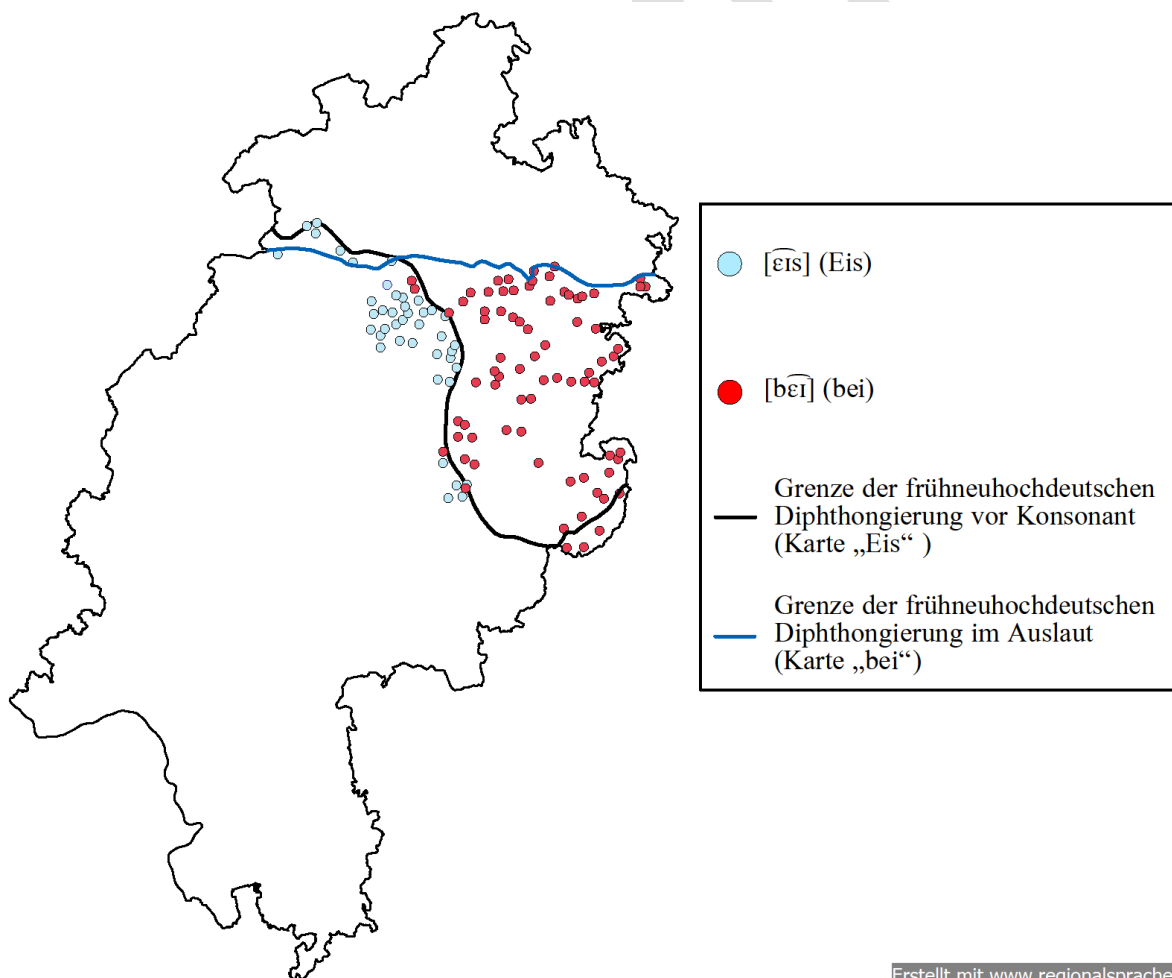 [ɛ͡ɪs] (Eis)
[bɛ͡ɪ] (bei)
Grenze der frühneuhochdeutschen
Diphthongierung vor Konsonant
(Karte „Eis“ )
Grenze der frühneuhochdeutschen
Diphthongierung im Auslaut
(Karte „bei“)
Erstellt mit www.regionalsprache